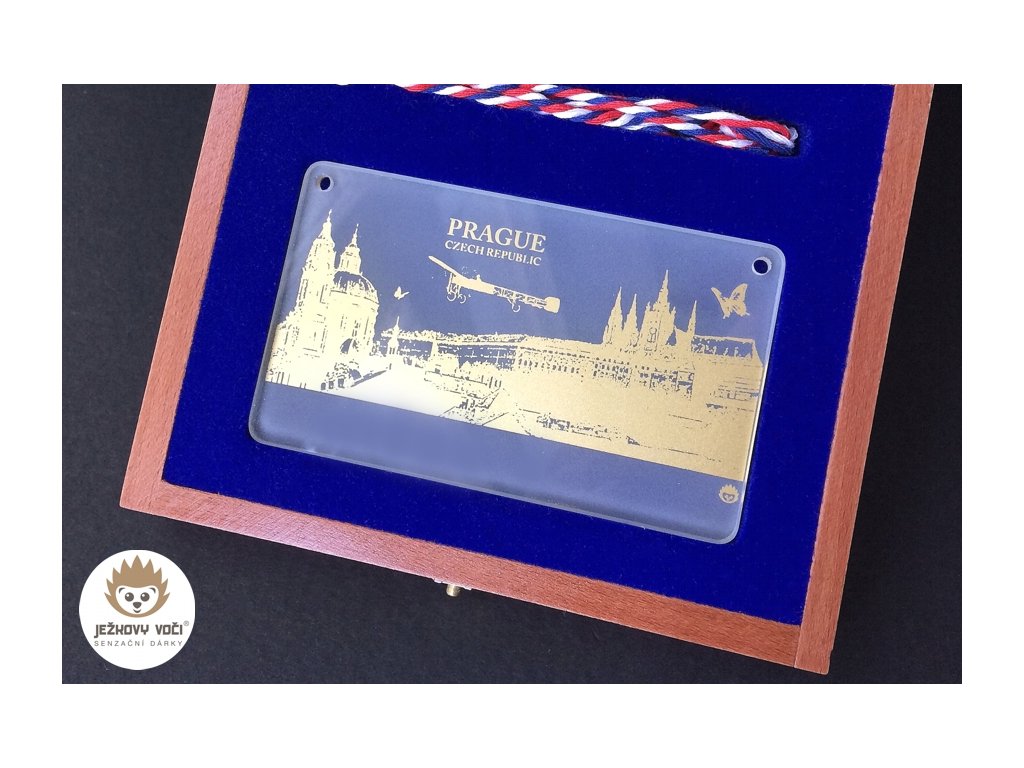 PRAGUE
CZECH REPUBLIC
JEŽKOVY VOČI®
SENZAČNÍ DÁRKY